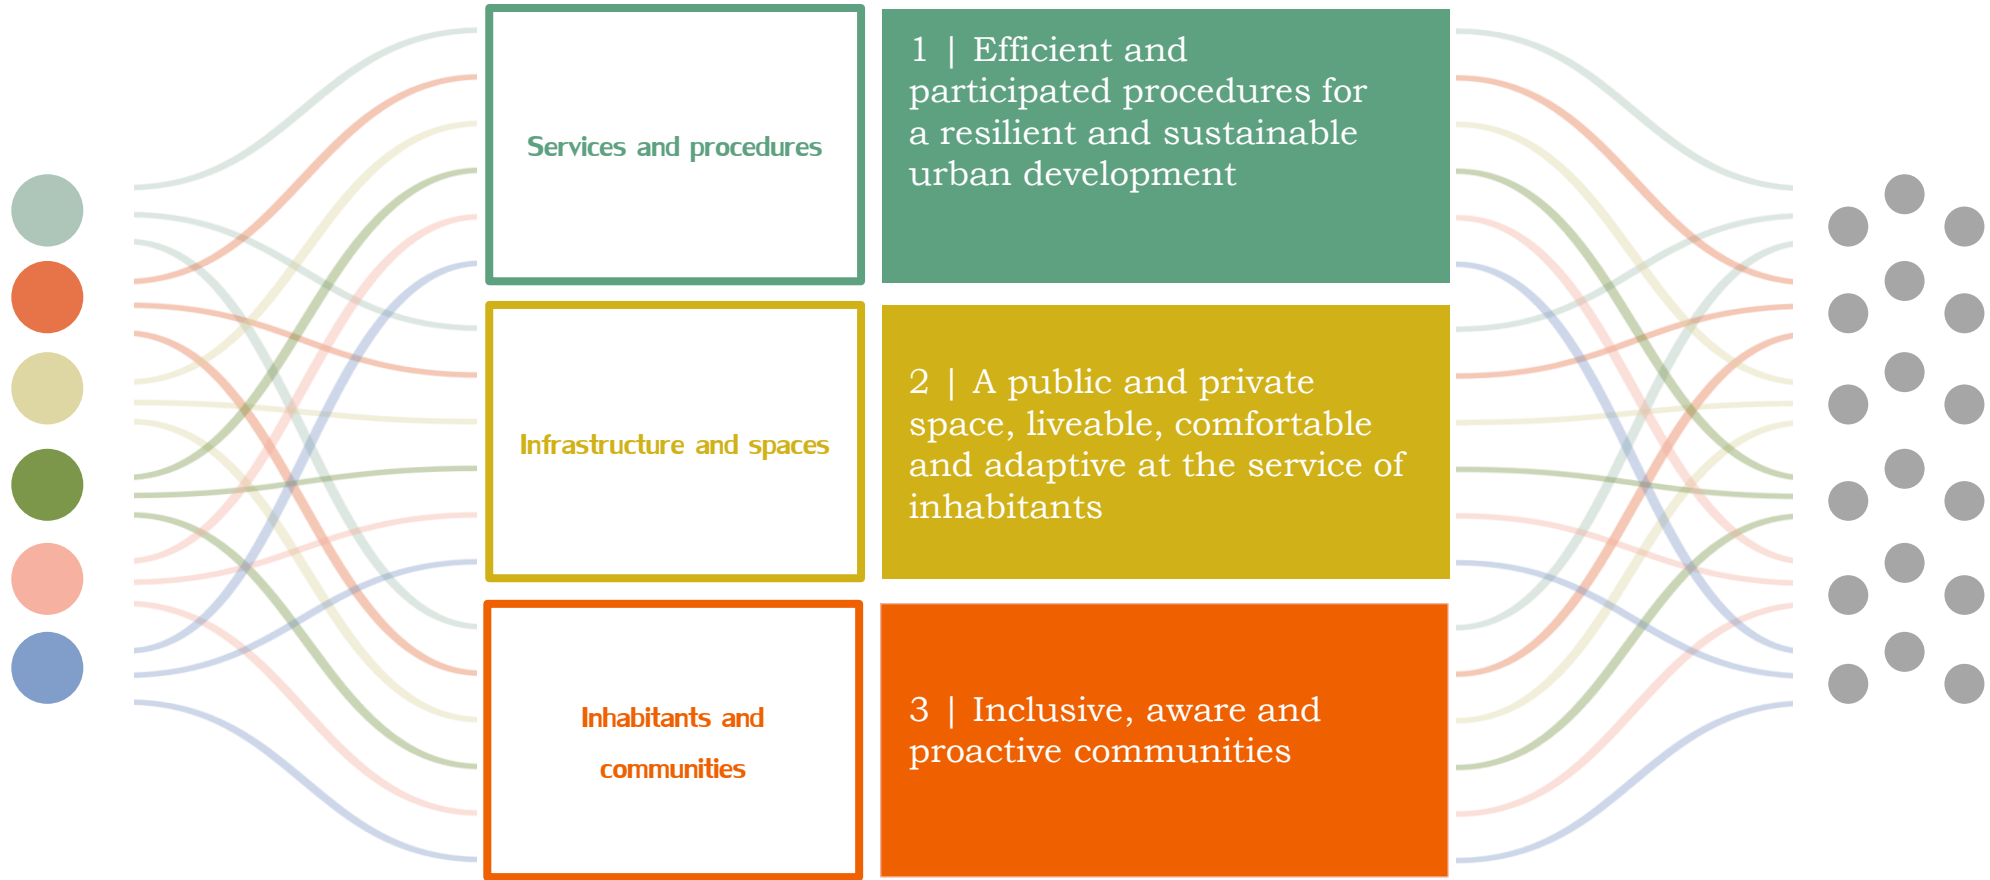 Services and procedures
1 | Efficient and
participated procedures for
a resilient and sustainable
urban development
Infrastructure and spaces
2 | A public and private
space, liveable, comfortable
and adaptive at the service of
inhabitants
Inhabitants and
communities
3 | Inclusive, aware and
proactive communities